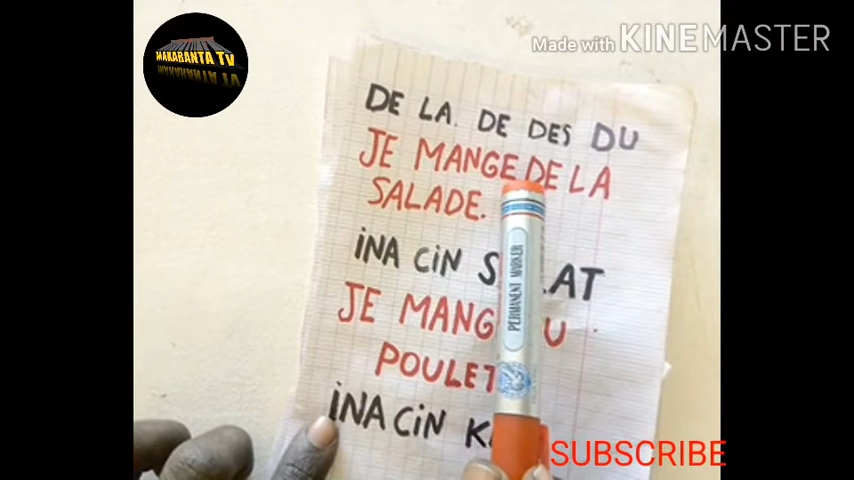 MAKARANTA TV
Made with KINEMASTER
DE LA. DE DES DU
JE MANGE DE LA
SALADE.
iNA CiN
JE MANG U
POULET
iNA CiN
PERMANENT MARKER
SUBSCRIBE